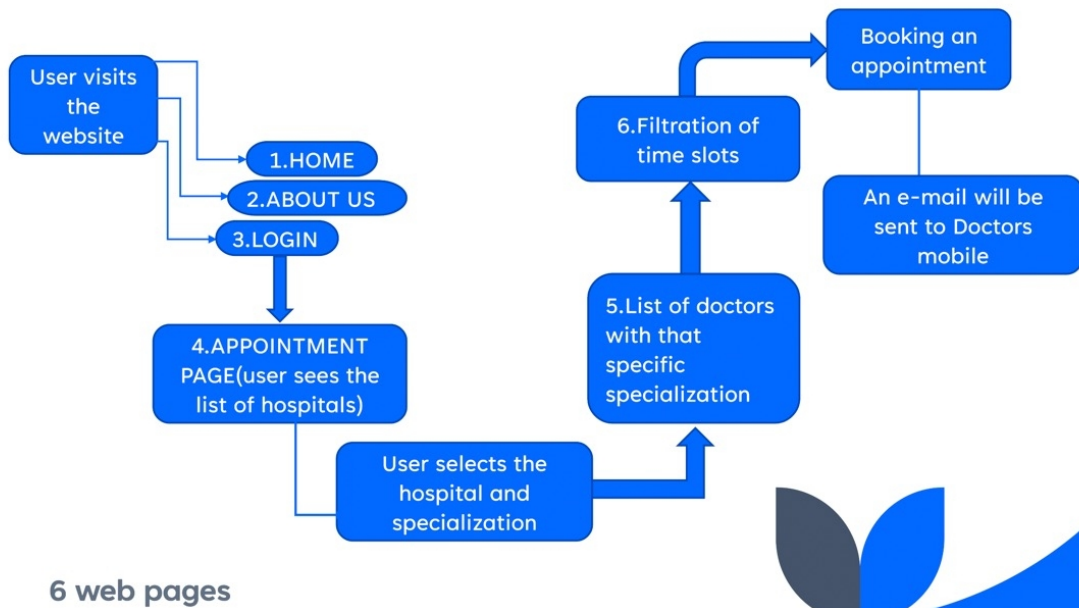 User visits
the
website
1.HOME
2.ABOUT US
3.LOGIN
4.APPOINTMENT
PAGE(user sees the
list of hospitals)
User selects the
hospital and
specialization
5.List of doctors
with that
specific
specialization
6.Filtration of
time slots
Booking an
appointment
An e-mail will be
sent to Doctors
mobile
6 web pages